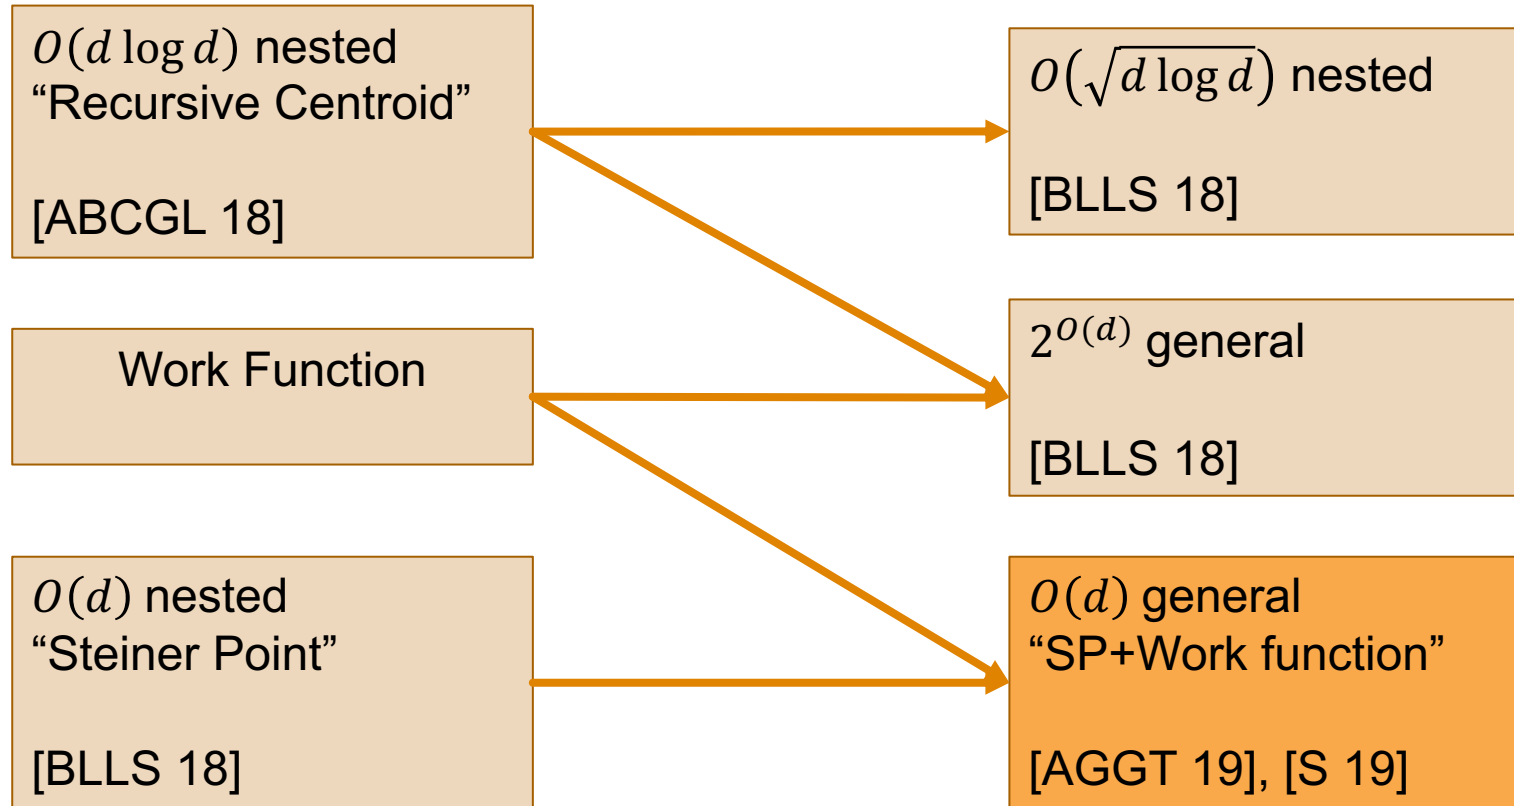 O(d log d) nested
“Recursive Centroid”
[ABCGL 18]
Work Function
O(d) nested
“Steiner Point”
[BLLS 18]
O(√(d log d)) nested
[BLLS 18]
2^{O(d)} general
[BLLS 18]
O(d) general
“SP+Work function”
[AGGT 19], [S 19]